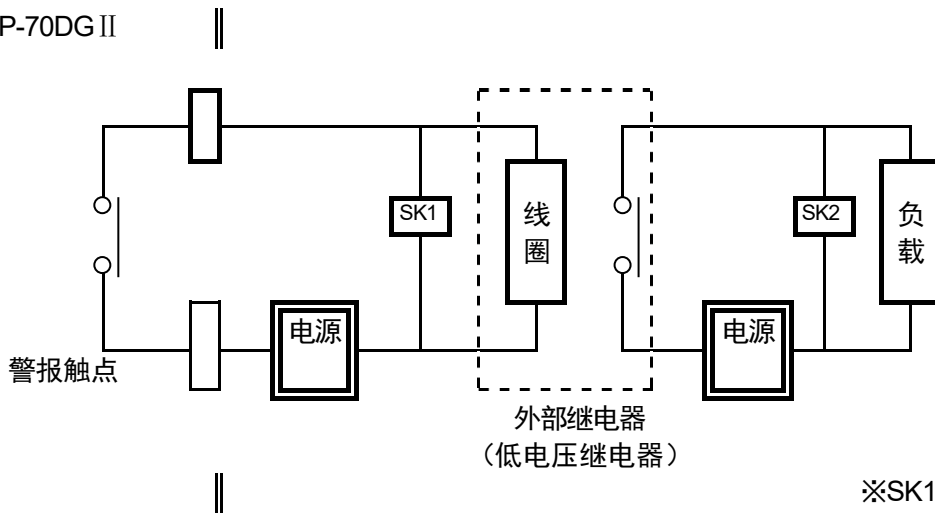 P-70DGⅡ
SK1
线
圈
SK2
负
载
电源
电源
警报触点
外部继电器
（低电压继电器）
※SK1